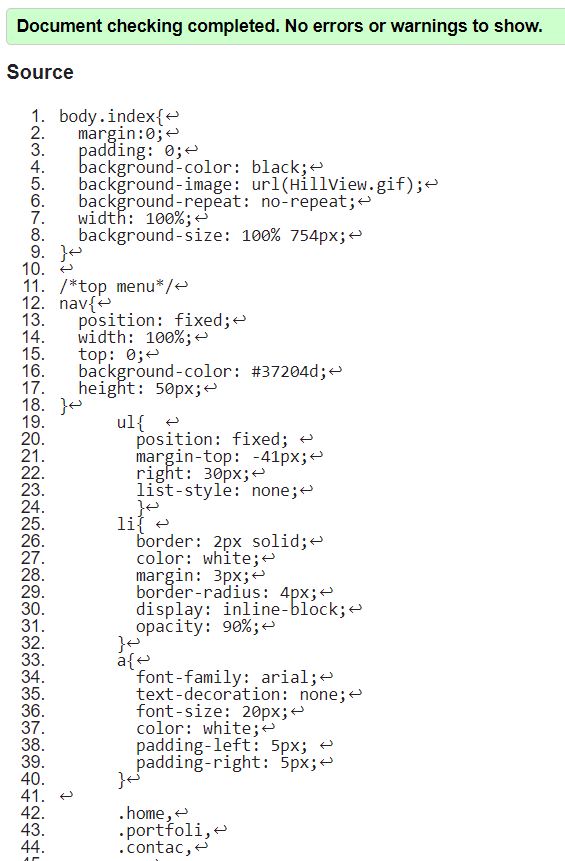 Document checking completed. No errors or warnings to show.
Source
1. body.index{↩
2.   margin:0;↩
3.   padding: 0;↩
4.   background-color: black;↩
5.   background-image: url(HillView.gif);↩
6.   background-repeat: no-repeat;↩
7.   width: 100%;↩
8.   background-size: 100% 754px;↩
9. }↩
10. ↩
11. /*top menu*/↩
12. nav{↩
13.   position: fixed;↩
14.   width: 100%;↩
15.   top: 0;↩
16.   background-color: #37204d;↩
17.   height: 50px;↩
18. }↩
19.       ul{  ↩
20.         position: fixed; ↩
21.         margin-top: -41px;↩
22.         right: 30px;↩
23.         list-style: none;↩
24.         }↩
25.       li{ ↩
26.         border: 2px solid;↩
27.         color: white;↩
28.         margin: 3px;↩
29.         border-radius: 4px;↩
30.         display: inline-block;↩
31.         opacity: 90%;↩
32.       }↩
33.       a{↩
34.         font-family: arial;↩
35.         text-decoration: none;↩
36.         font-size: 20px;↩
37.         color: white;↩
38.         padding-left: 5px; ↩
39.         padding-right: 5px;↩
40.       }↩
41. ↩
42.       .home,↩
43.       .portfoli,↩
44.       .contac,↩